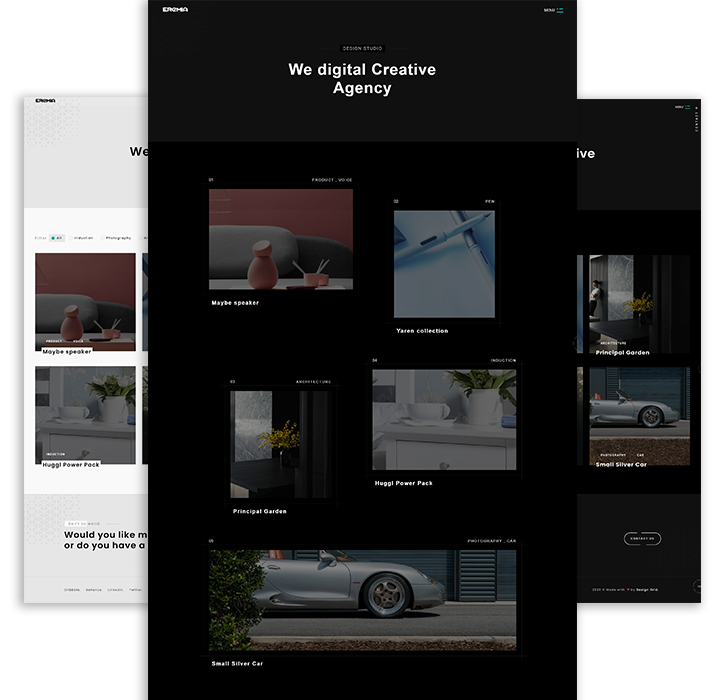 EREMIA
MENU
DESIGN STUDIO
We digital Creative
Agency
01
PRODUCT , VOICE
Maybe speaker
02
PEN
Yaren collection
03
ARCHITECTURE
Principal Garden
04
INDUCTION
Huggl Power Pack
05
PHOTOGRAPHY , CAR
Small Silver Car
EREMIA
We
All
Induction
Photography
PRODUCT
VOICE
Maybe speaker
INDUCTION
Huggl Power Pack
Would you like m
or do you have a
Dribbble
Behance
Linkedin
Twitter
MENU
CONTACT
ive
ARCHITECTURE
Principal Garden
PHOTOGRAPHY
CAR
Small Silver Car
CONTACT US
Made with ♥ by Design Grid